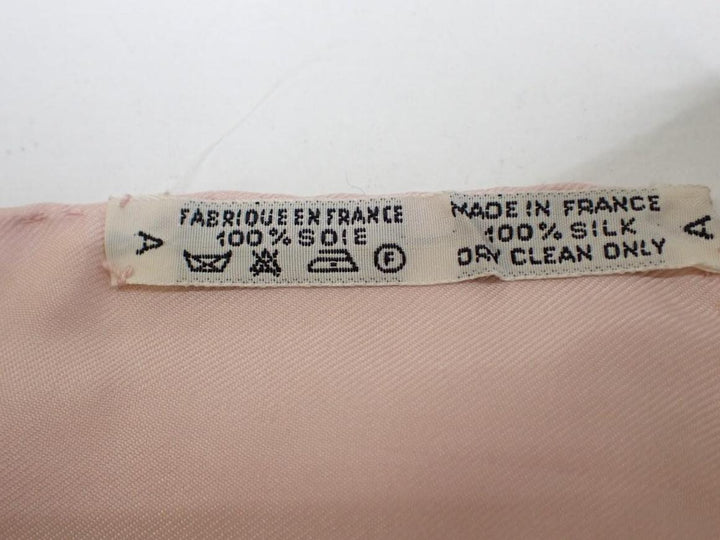 A
FABRIQUE EN FRANCE
100% SOIE
F
MADE IN FRANCE
100% SILK
DRY CLEAN ONLY
A